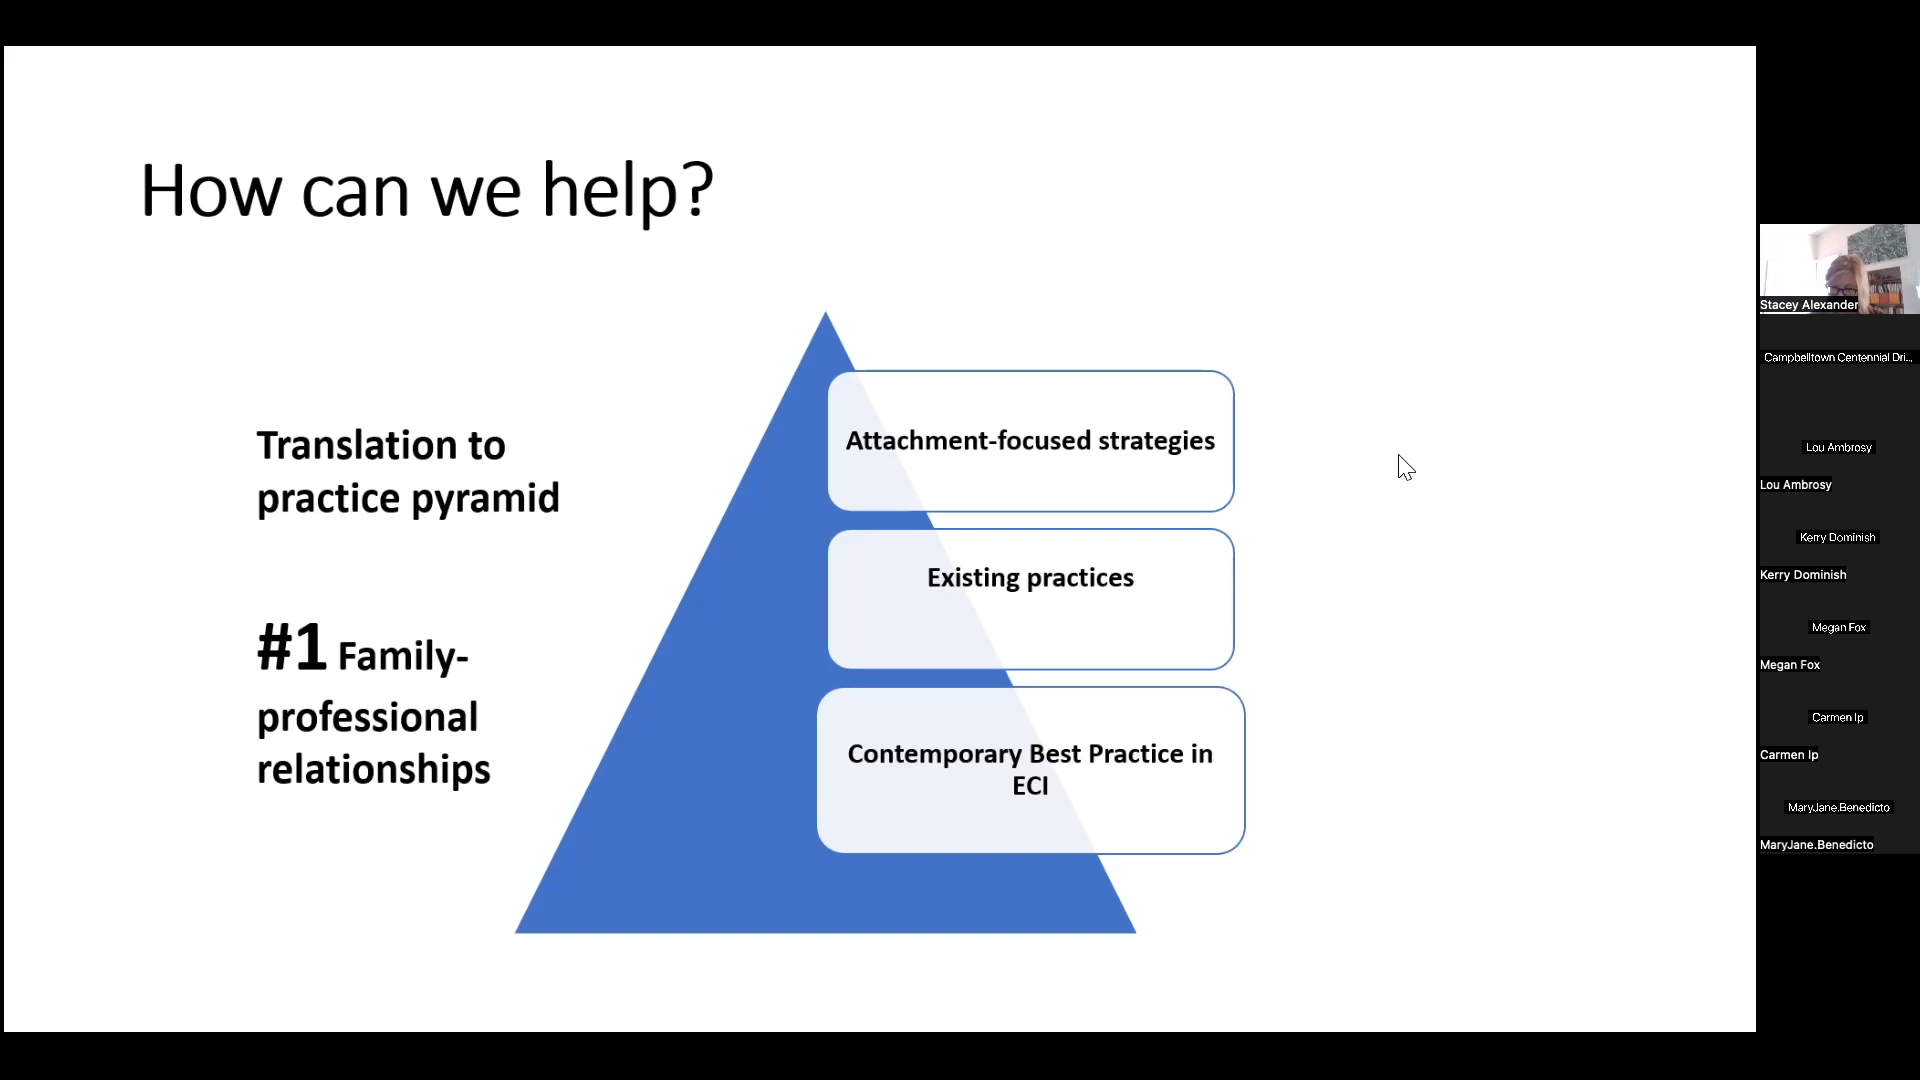 How can we help?
Translation to
practice pyramid
#1 Family-
professional
relationships
Attachment-focused strategies
Existing practices
Contemporary Best Practice in
ECI
Stacey Alexander
Campbelltown Centennial Dri...
Lou Ambrosy
Lou Ambrosy
Kerry Dominish
Kerry Dominish
Megan Fox
Megan Fox
Carmen Ip
Carmen Ip
MaryJane.Benedicto
MaryJane.Benedicto